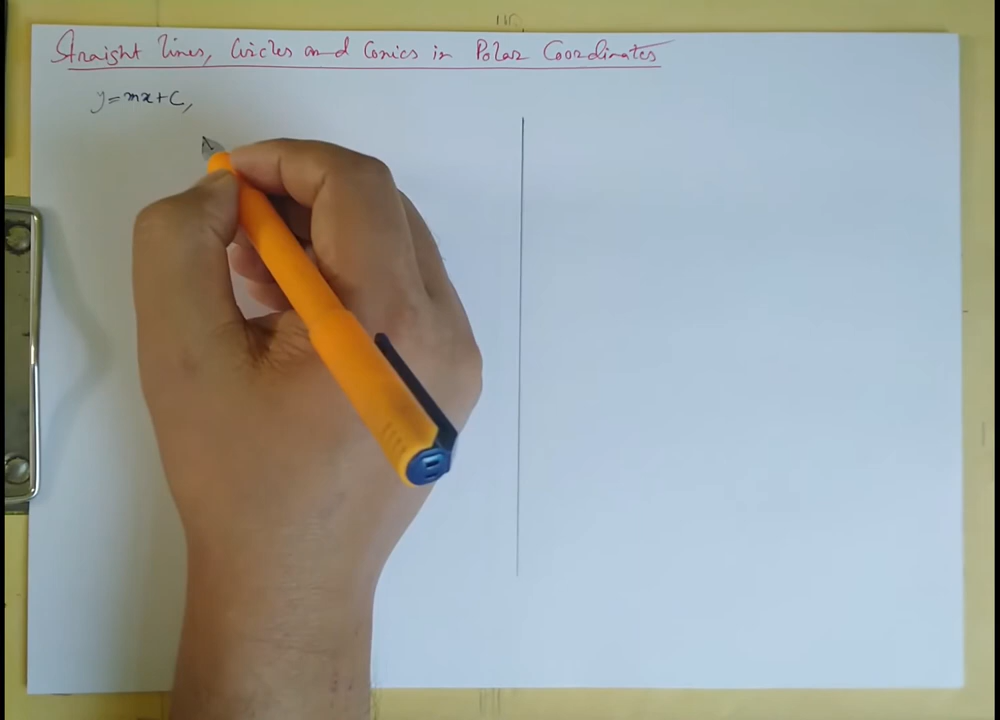 Straight lines, Circles and Conics in Polar Coordinates
y=mx+c,